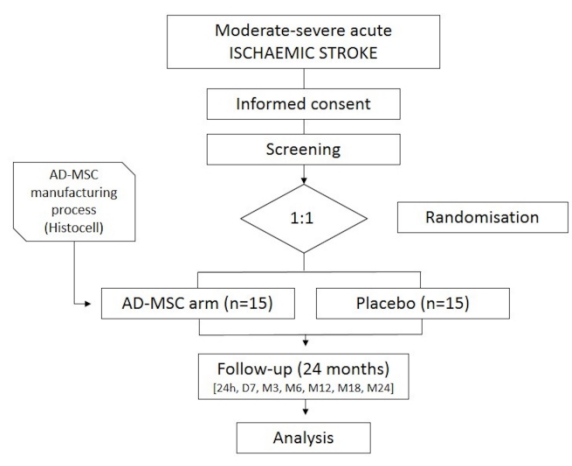 Moderate-severe acute
ISCHAEMIC STROKE
Informed consent
Screening
AD-MSC
manufacturing
process
(Histocell)
1:1
Randomisation
AD-MSC arm (n=15)
Placebo (n=15)
Follow-up (24 months)
[24h, D7, M3, M6, M12, M18, M24]
Analysis